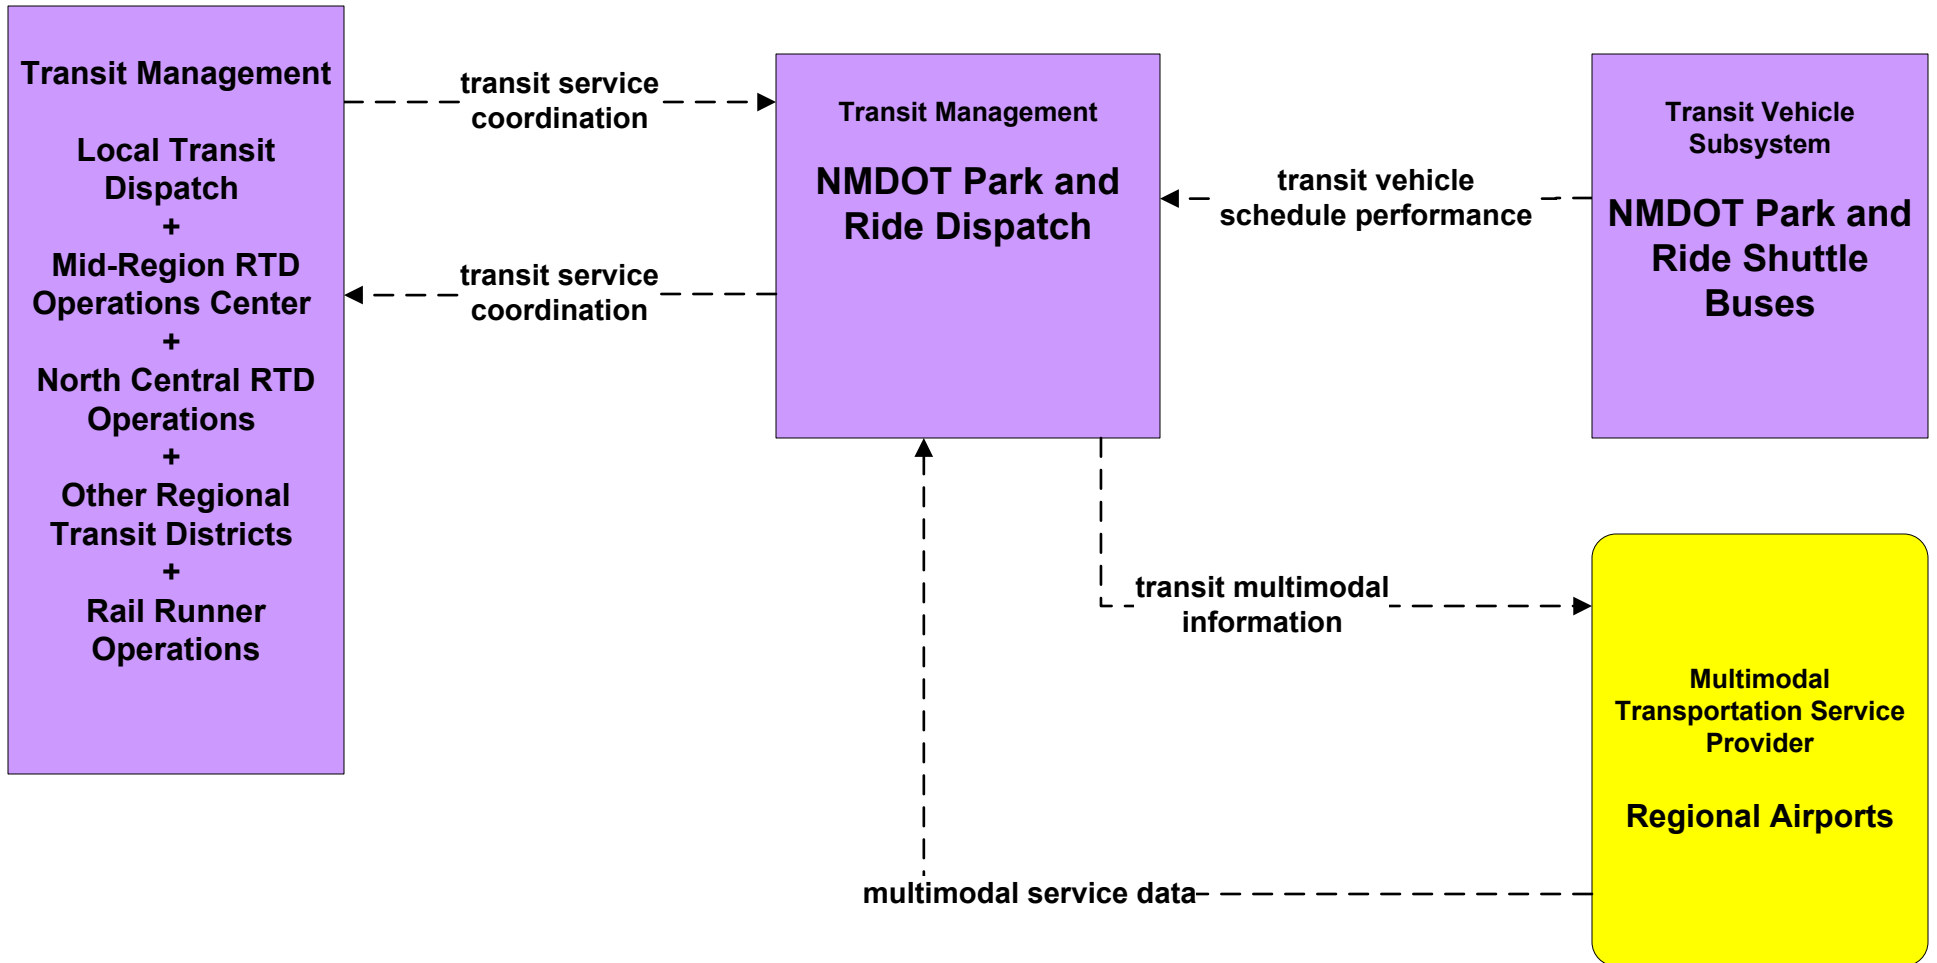 Transit Management
Local Transit
Dispatch
+
Mid-Region RTD
Operations Center
+
North Central RTD
Operations
+
Other Regional
Transit Districts
+
Rail Runner
Operations
transit service
coordination
transit service
coordination
Transit Management
NMDOT Park and
Ride Dispatch
transit vehicle
schedule performance
Transit Vehicle
Subsystem
NMDOT Park and
Ride Shuttle
Buses
transit multimodal
information
Multimodal
Transportation Service
Provider
Regional Airports
multimodal service data